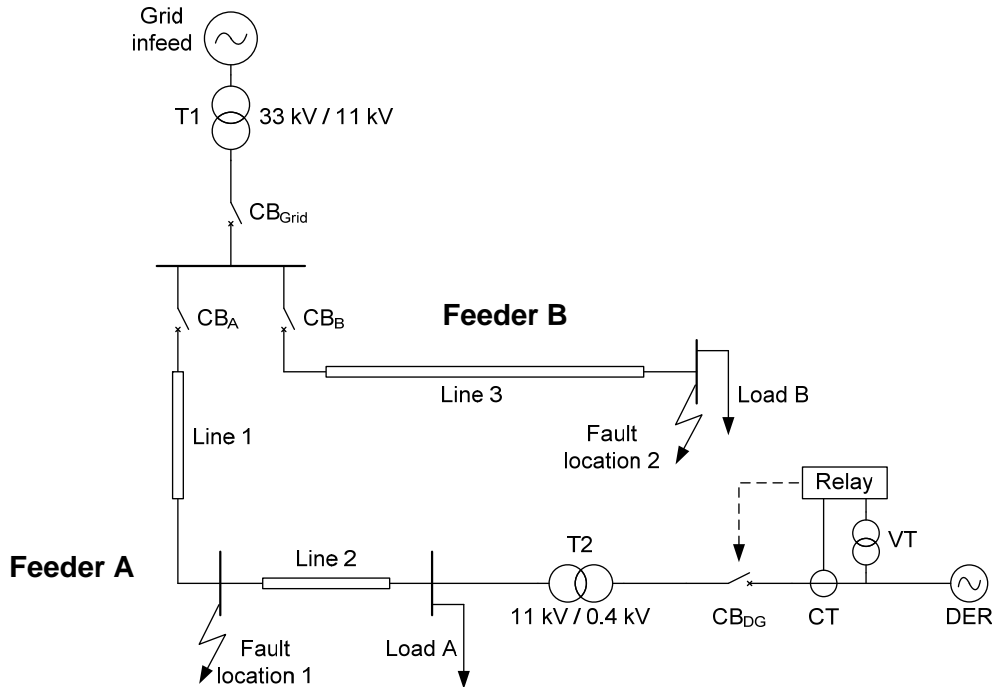 Grid
infeed
T1
33 kV / 11 kV
CBGrid
CBA
CBB
Feeder B
Line 3
Load B
Line 1
Fault
location 2
Relay
VT
Feeder A
Line 2
T2
11 kV / 0.4 kV
CBDG
CT
DER
Load A
Fault
location 1